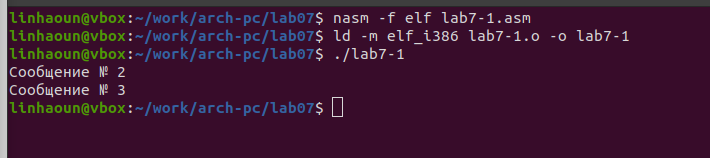 linhaoun@vbox:~/work/arch-pc/lab07$ nasm -f elf lab7-1.asm
linhaoun@vbox:~/work/arch-pc/lab07$ ld -m elf_i386 lab7-1.o -o lab7-1
linhaoun@vbox:~/work/arch-pc/lab07$ ./lab7-1
Сообщение № 2
Сообщение № 3
linhaoun@vbox:~/work/arch-pc/lab07$